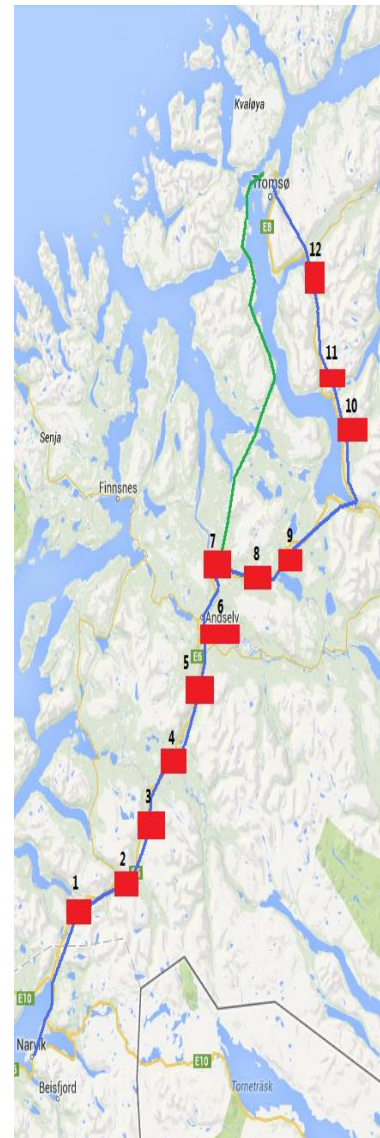 Kvaløya
Tromsø
E8
12
11
10
Senja
Finnsnes
7
8
9
6
Andselv
E6
5
4
3
2
1
E10
Narvik
E10
Beisfjord
Torneträsk